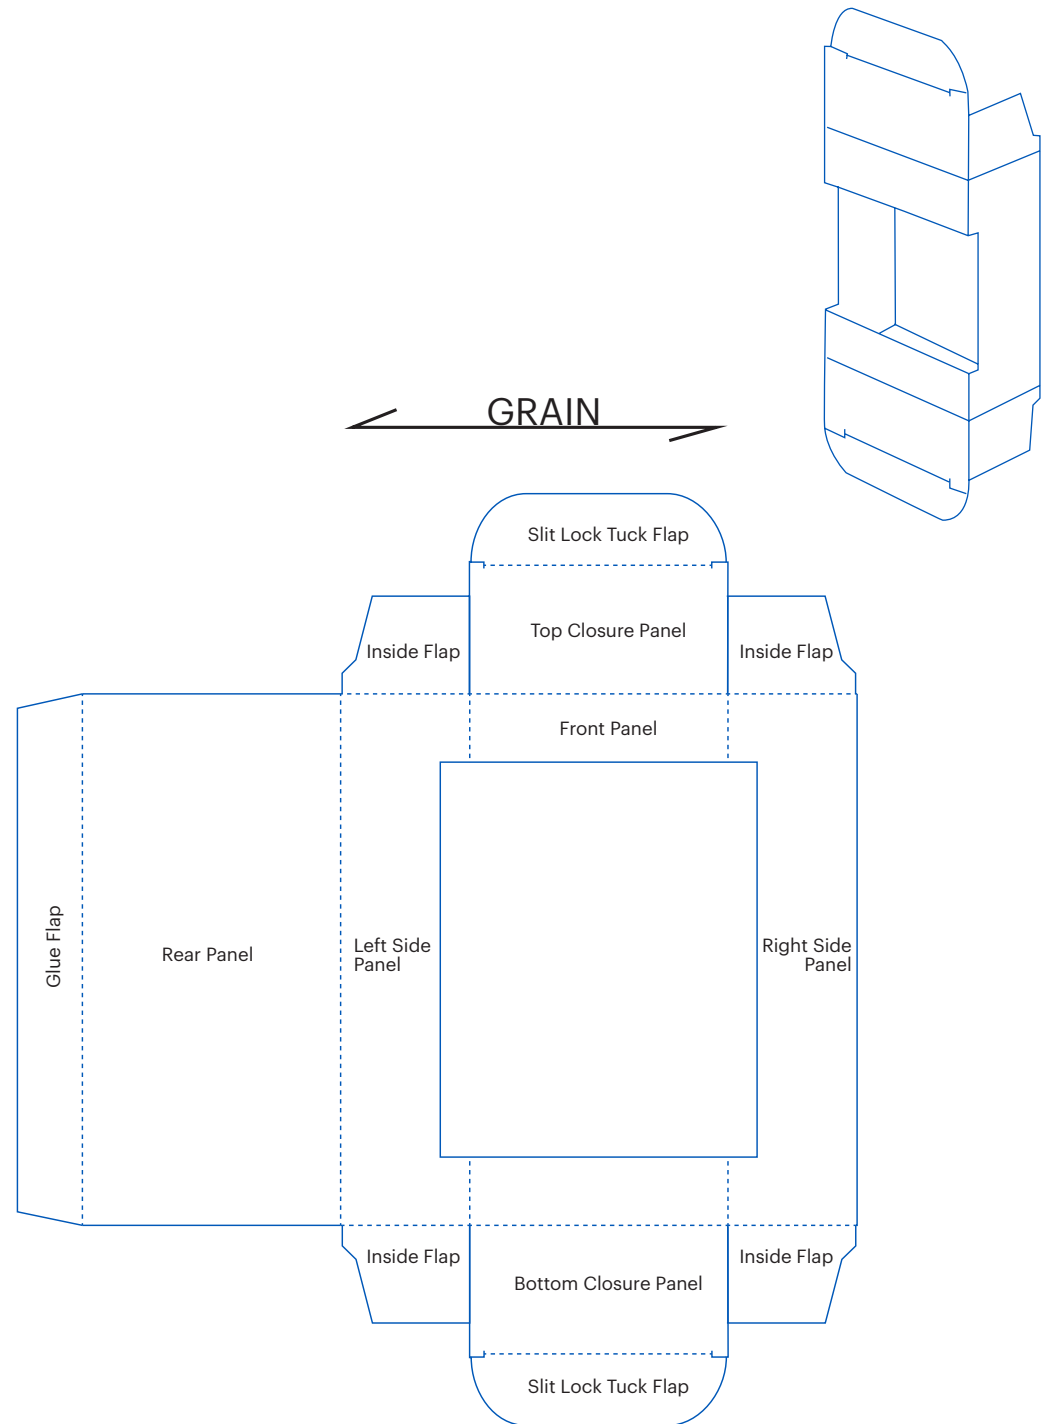 GRAIN
Slit Lock Tuck Flap
Top Closure Panel
Inside Flap
Inside Flap
Front Panel
Glue Flap
Rear Panel
Left Side
Panel
Right Side
Panel
Inside Flap
Inside Flap
Bottom Closure Panel
Slit Lock Tuck Flap